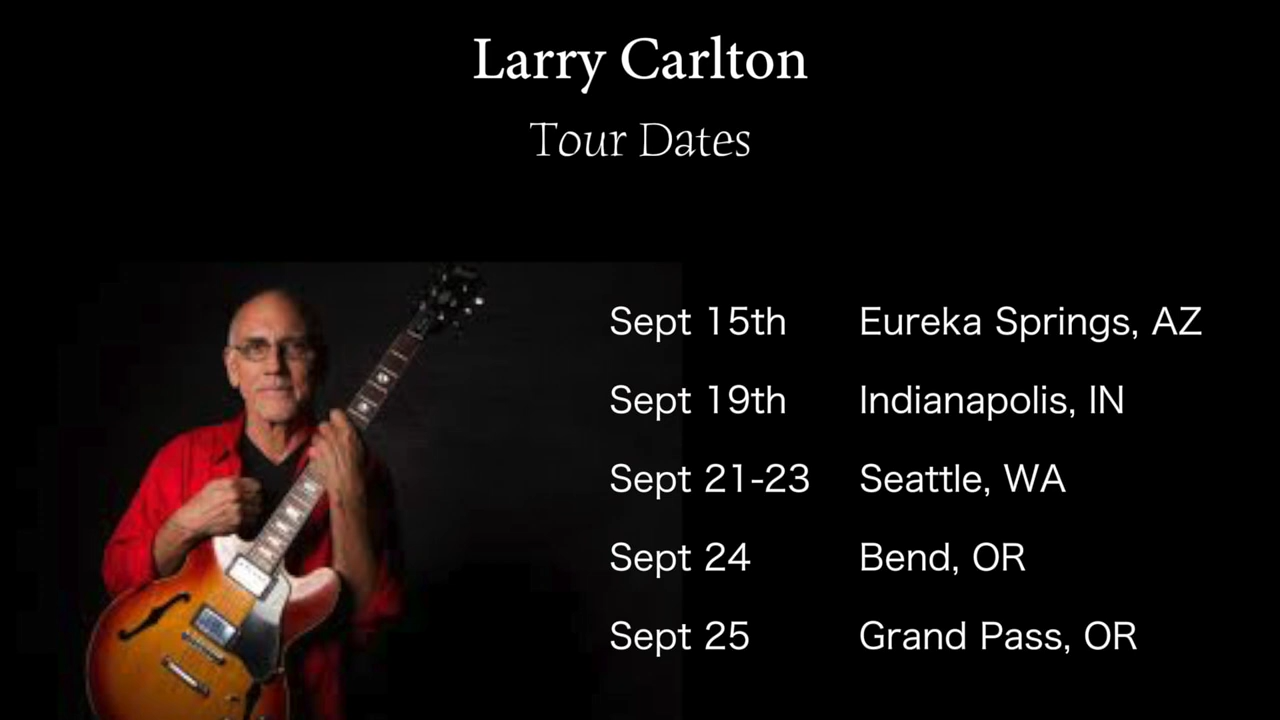 Larry Carlton
Tour Dates
Sept 15th Eureka Springs, AZ
Sept 19th Indianapolis, IN
Sept 21-23 Seattle, WA
Sept 24 Bend, OR
Sept 25 Grand Pass, OR